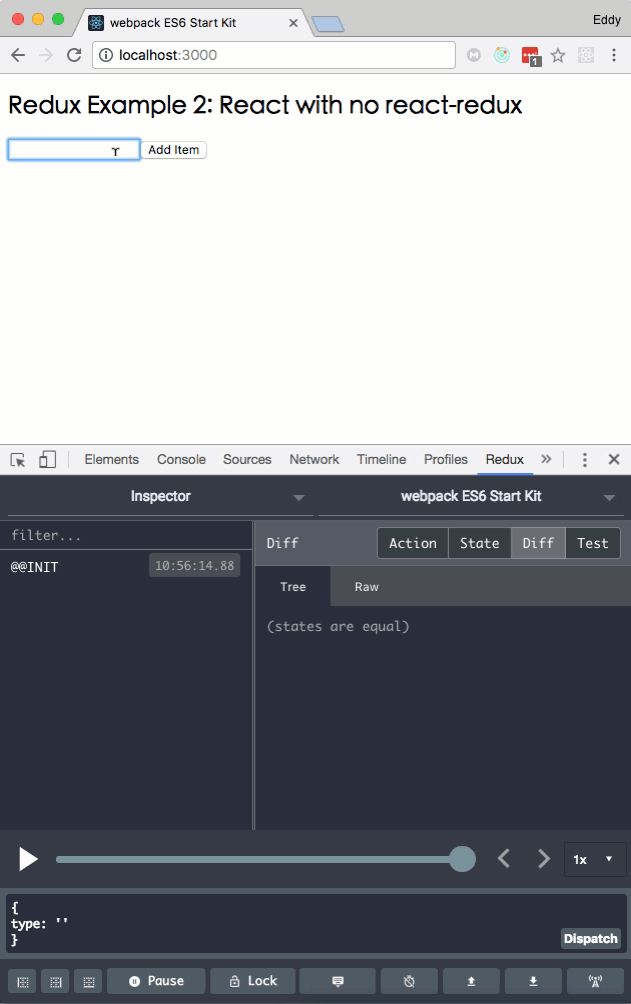 webpack ES6 Start Kit
Eddy
localhost:3000
1
Redux Example 2: React with no react-redux
Add Item
Elements Console Sources Network Timeline Profiles Redux »
Inspector webpack ES6 Start Kit
filter... Diff Action State Diff Test
@@INIT 10:56:14.88
Tree Raw
(states are equal)
1x
{
type: ''
}
Dispatch
Pause Lock